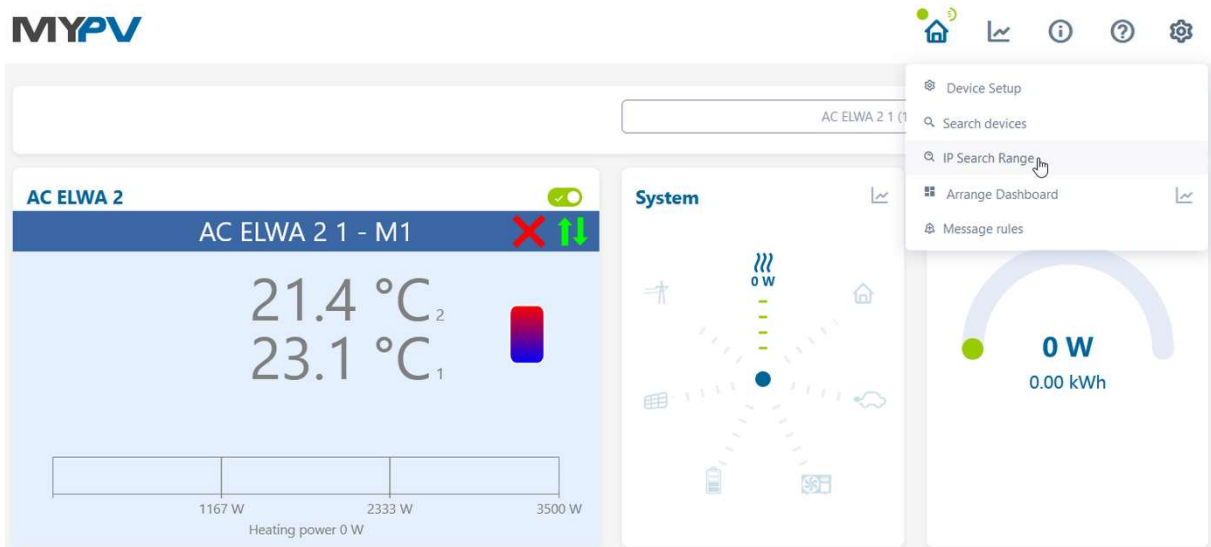 MYPV
AC ELWA 2 1 (1
Device Setup
Search devices
IP Search Range
Arrange Dashboard
Message rules
AC ELWA 2
AC ELWA 2 1 - M1
21.4 °C 2
23.1 °C 1
1167 W 2333 W 3500 W
Heating power 0 W
System
0 W
0 W
0.00 kWh